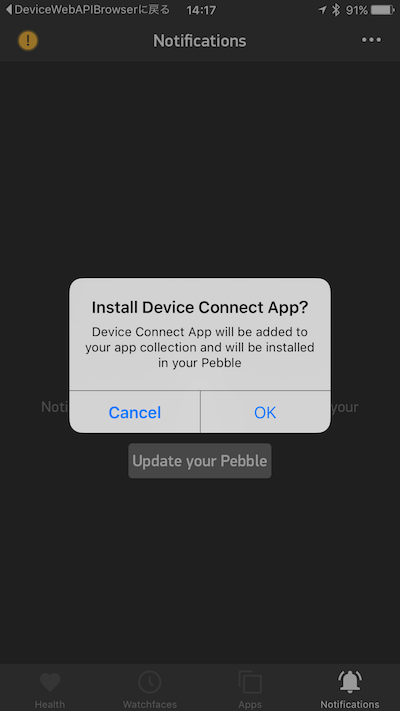 DeviceWebAPIBrowserに戻る 14:17 91%
Notifications
Install Device Connect App?
Device Connect App will be added to
your app collection and will be installed
in your Pebble
Noti your
Cancel OK
Update your Pebble
Health Watchfaces Apps Notifications